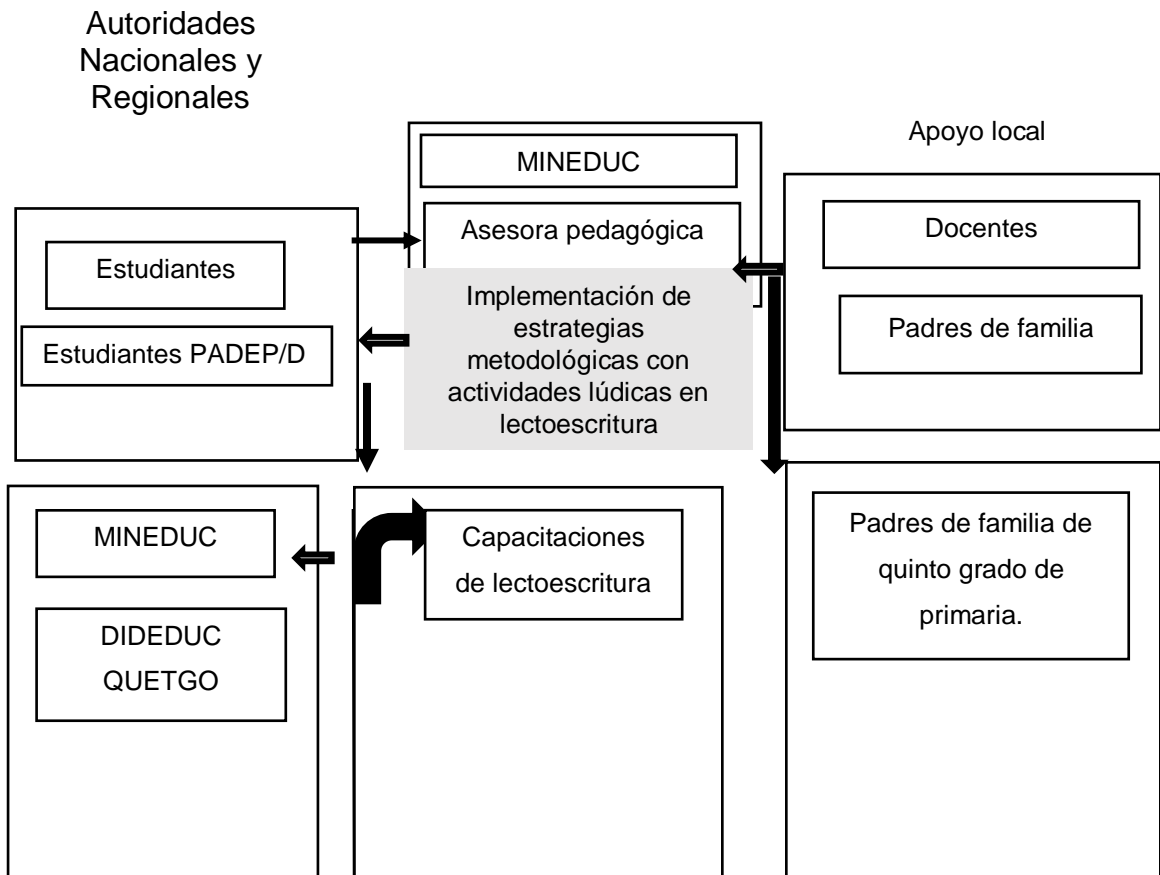 Autoridades
Nacionales y
Regionales
Apoyo local
MINEDUC
Asesora pedagógica
Docentes
Estudiantes
Implementación de
estrategias
metodológicas con
actividades lúdicas en
lectoescritura
Padres de familia
Estudiantes PADEP/D
MINEDUC
DIDEDUC
QUETGO
Capacitaciones
de lectoescritura
Padres de familia de
quinto grado de
primaria.